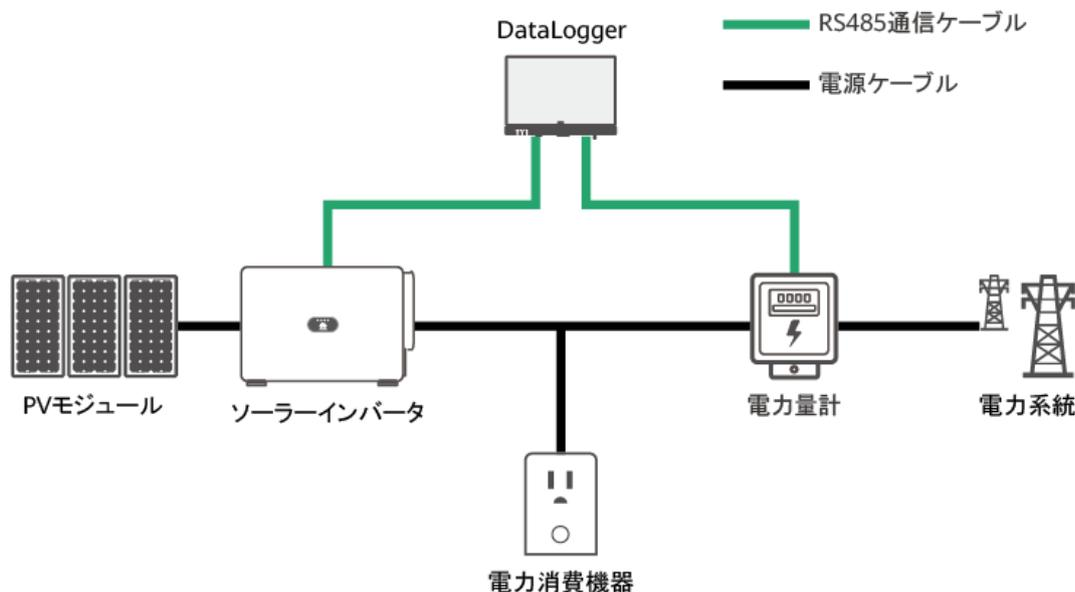 DataLogger
RS485通信ケーブル
電源ケーブル
PVモジュール
ソーラーインバータ
電力量計
電力系統
電力消費機器